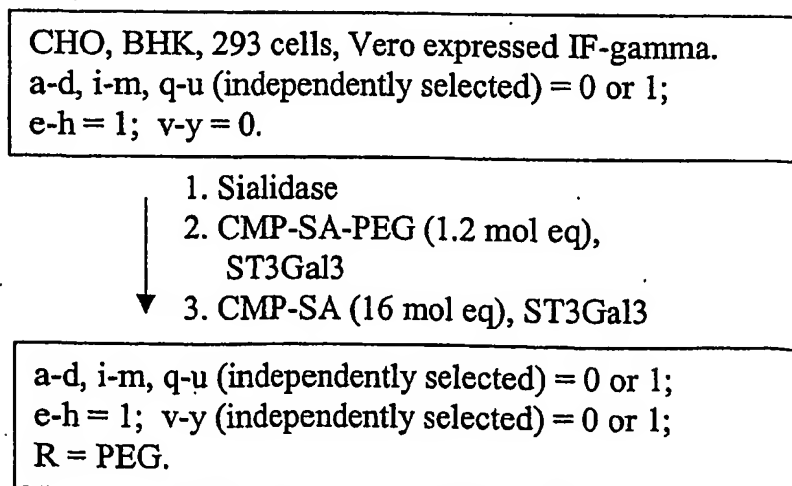 CHO, BHK, 293 cells, Vero expressed IF-gamma.
a-d, i-m, q-u (independently selected) = 0 or 1;
e-h = 1; v-y = 0.
1. Sialidase
2. CMP-SA-PEG (1.2 mol eq),
ST3Gal3
3. CMP-SA (16 mol eq), ST3Gal3
a-d, i-m, q-u (independently selected) = 0 or 1;
e-h = 1; v-y (independently selected) = 0 or 1;
R = PEG.